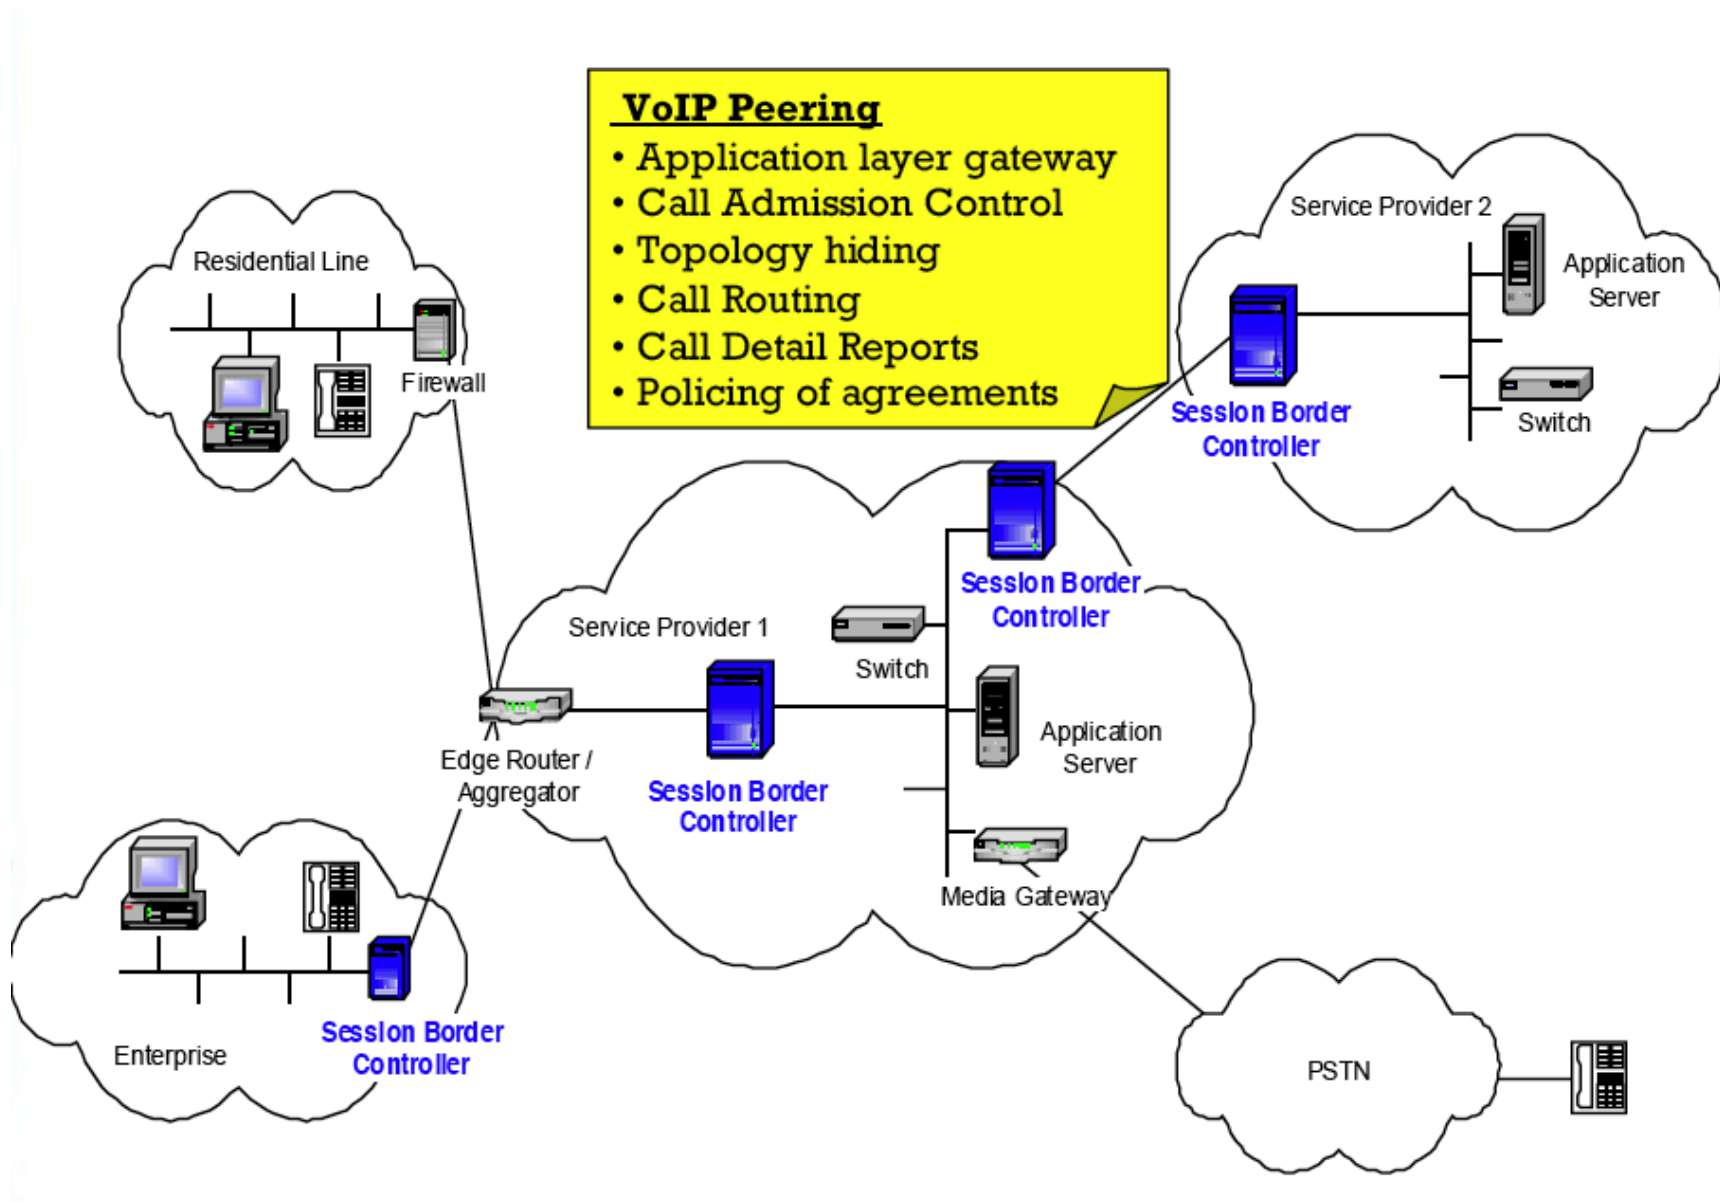 VoIP Peering
• Application layer gateway
• Call Admission Control
• Topology hiding
• Call Routing
• Call Detail Reports
• Policing of agreements
Residential Line
Firewall
Service Provider 2
Application
Server
Session Border
Controller
Switch
Service Provider 1
Session Border
Controller
Switch
Application
Server
Edge Router /
Aggregator
Session Border
Controller
Media Gateway
Enterprise
Session Border
Controller
PSTN